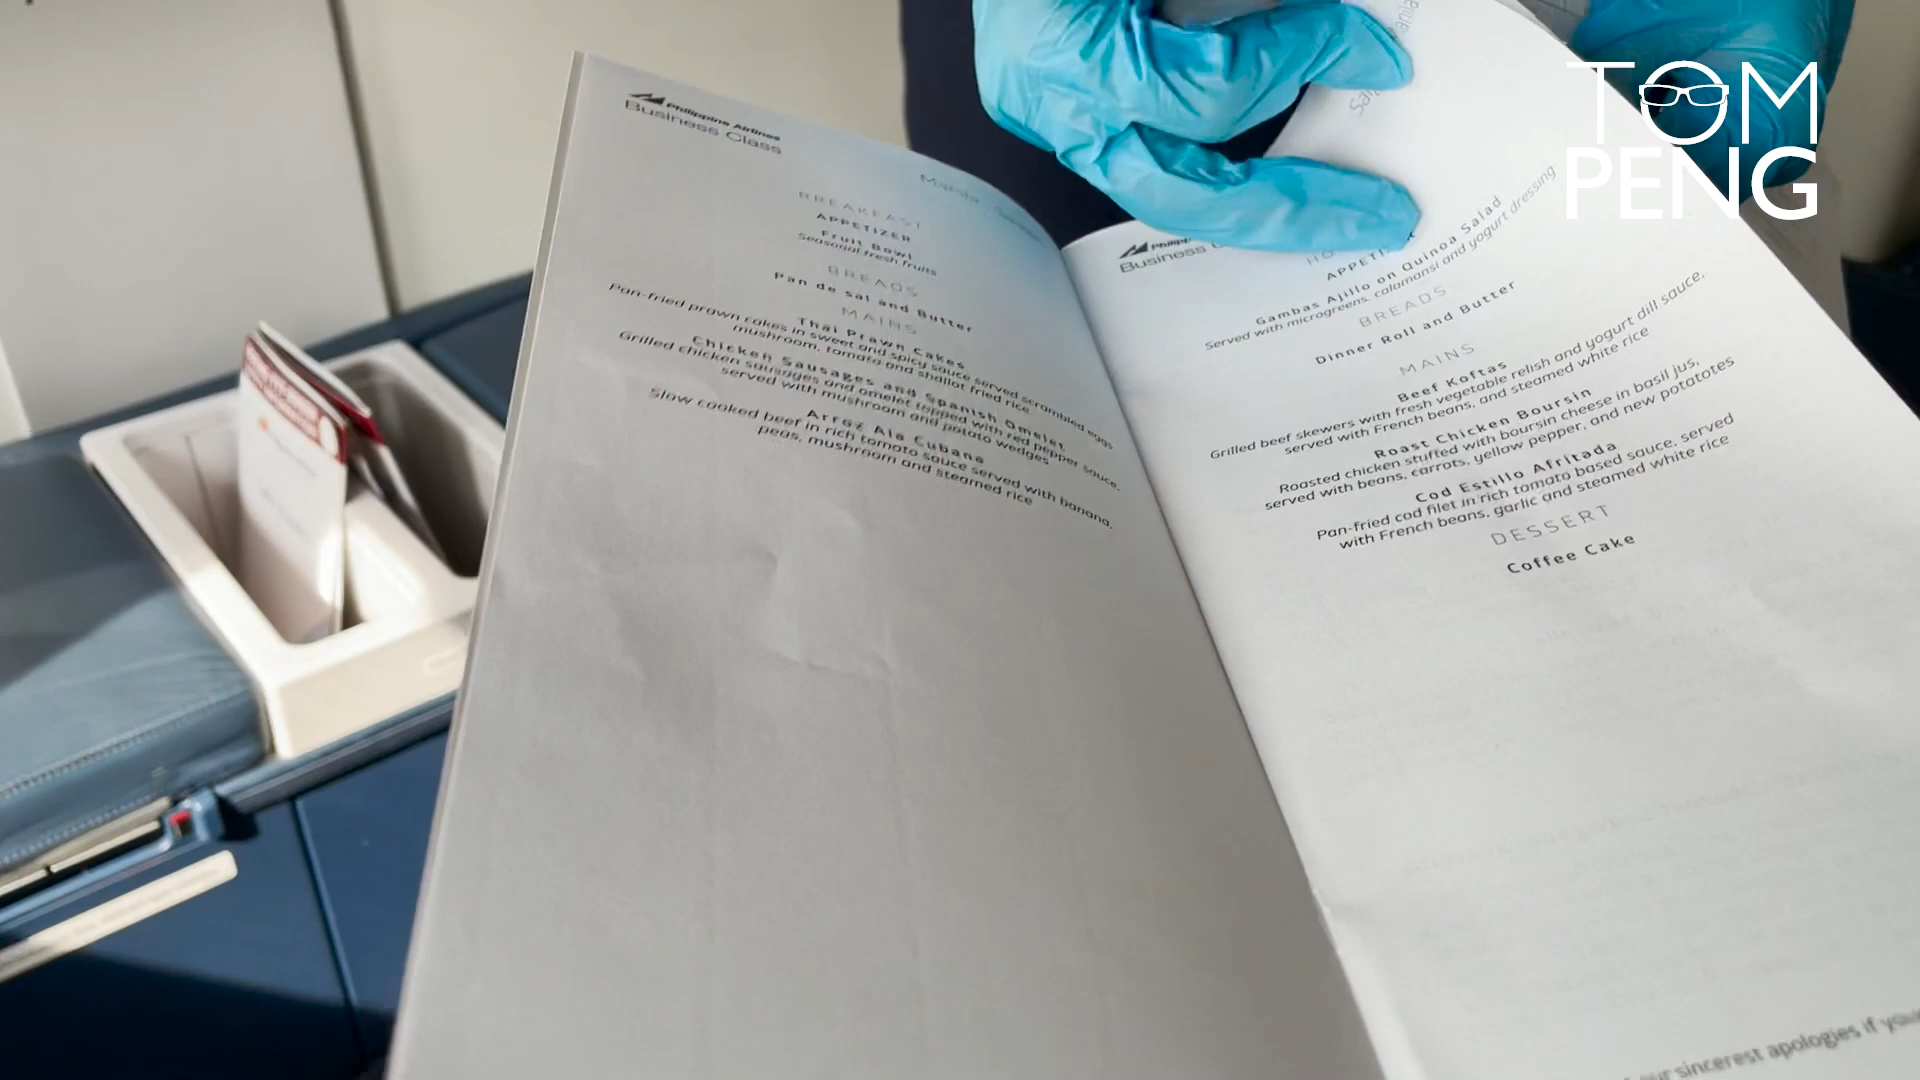 TOM
PENG
Philippine Airlines
Business Class
Manila
BREAKFAST
APPETIZER
Fruit Bowl
Seasonal fresh fruits
BREADS
Pan de sal and Butter
MAINS
Thai Prawn Cakes
Pan-fried prawn cakes in sweet and spicy sauce served scrambled eggs
mushroom, tomato and shallot fried rice.
Chicken Sausages and Spanish Omelet
Grilled chicken sausages and omelet topped with red pepper sauce,
served with mushroom and potato wedges
Arroz Ala Cubana
Slow cooked beef in rich tomato sauce served with banana,
peas, mushroom and steamed rice
Business
APPETI
Gambas Ajillo on Quinoa Salad
Served with microgreens, calamansi and yogurt dressing
BREADS
Dinner Roll and Butter
MAINS
Beef Koftas
Grilled beef skewers with fresh vegetable relish and yogurt dill sauce,
served with French beans, and steamed white rice
Roast Chicken Boursin
Roasted chicken stuffed with boursin cheese in basil jus,
served with beans, carrots, yellow pepper, and new potatotes
Cod Estillo Afritada
Pan-fried cod filet in rich tomato based sauce, served
with French beans, garlic and steamed white rice
DESSERT
Coffee Cake
our sincerest apologies if your